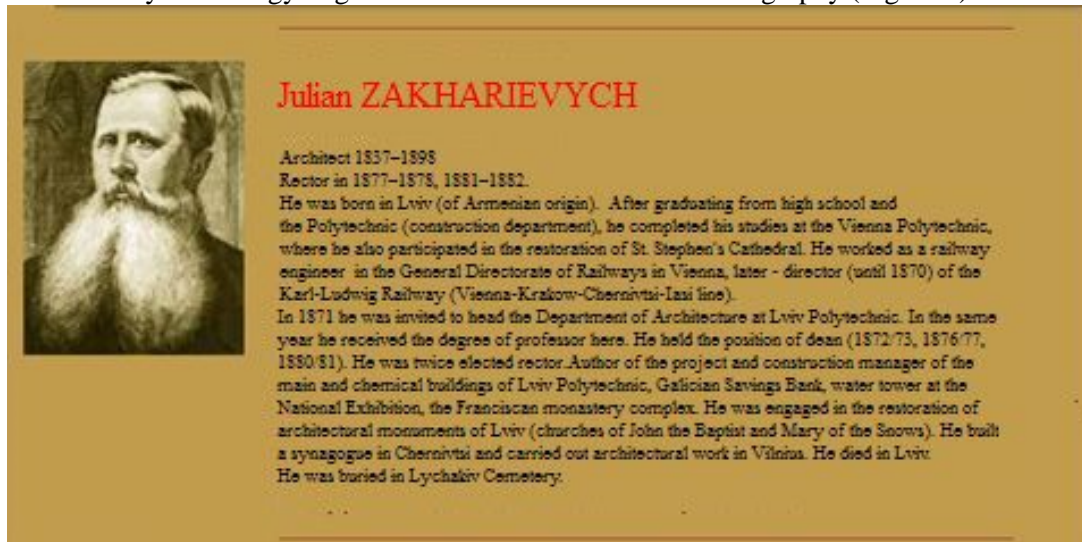 Julian ZAKHARIEVYCH
Architect 1837–1898
Rector in 1877–1878, 1881–1882.
He was born in Lviv (of Armenian origin). After graduating from high school and
the Polytechnic (construction department), he completed his studies at the Vienna Polytechnic,
where he also participated in the restoration of St. Stephen's Cathedral. He worked as a railway
engineer in the General Directorate of Railways in Vienna, later - director (until 1870) of the
Karl-Ludwig Railway (Vienna-Krakow-Chernivtsi-Iasi line).
In 1871 he was invited to head the Department of Architecture at Lviv Polytechnic. In the same
year he received the degree of professor here. He held the position of dean (1872/73, 1876/77,
1880/81). He was twice elected rector.Author of the project and construction manager of the
main and chemical buildings of Lviv Polytechnic, Galician Savings Bank, water tower at the
National Exhibition, the Franciscan monastery complex. He was engaged in the restoration of
architectural monuments of Lviv (churches of John the Baptist and Mary of the Snows). He built
a synagogue in Chernivtsi and carried out architectural work in Vilnius. He died in Lviv.
He was buried in Lychakiv Cemetery.